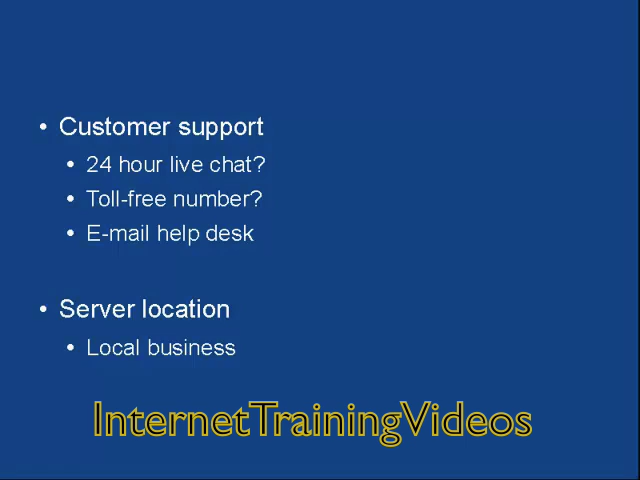 • Customer support
• 24 hour live chat?
• Toll-free number?
• E-mail help desk
• Server location
• Local business
InternetTrainingVideos